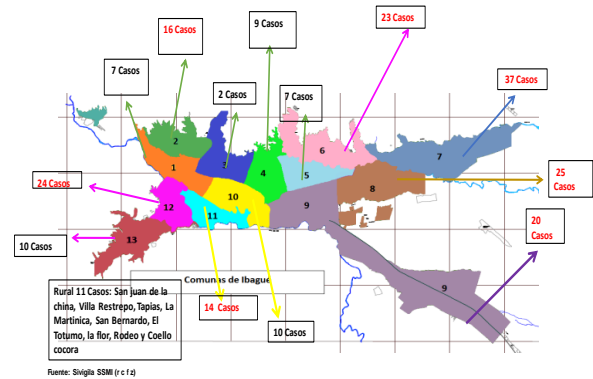 9 Casos
23 Casos
16 Casos
7 Casos
37 Casos
2 Casos
7 Casos
2
6
7
3
1
4
5
25
Casos
8
24 Casos
10
12
9
11
20
Casos
10 Casos
13
Comunas de Ibagué
9
Rural 11 Casos: San juan de la
china, Villa Restrepo, Tapias, La
Martinica, San Bernardo, El
Totumo, la flor, Rodeo y Coello
cocora
14 Casos
10 Casos
Fuente: Sivigila SSMI (r c f z)